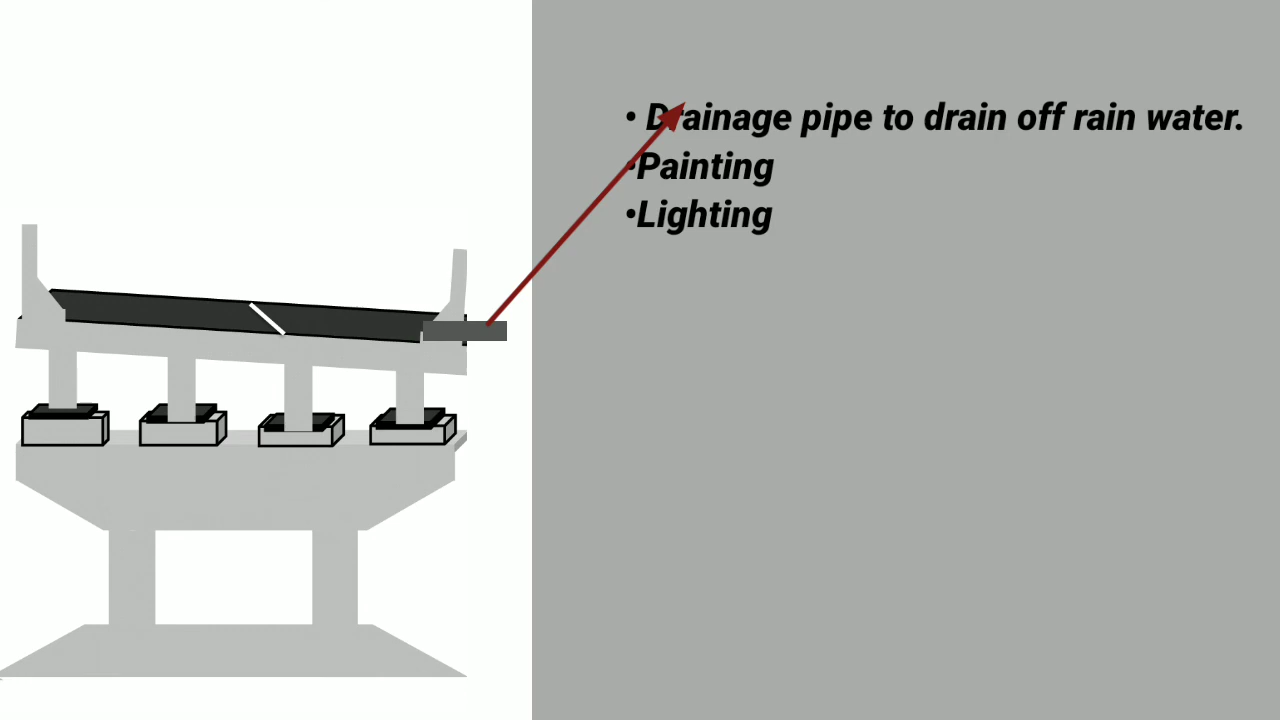 • Drainage pipe to drain off rain water.
•Painting
•Lighting